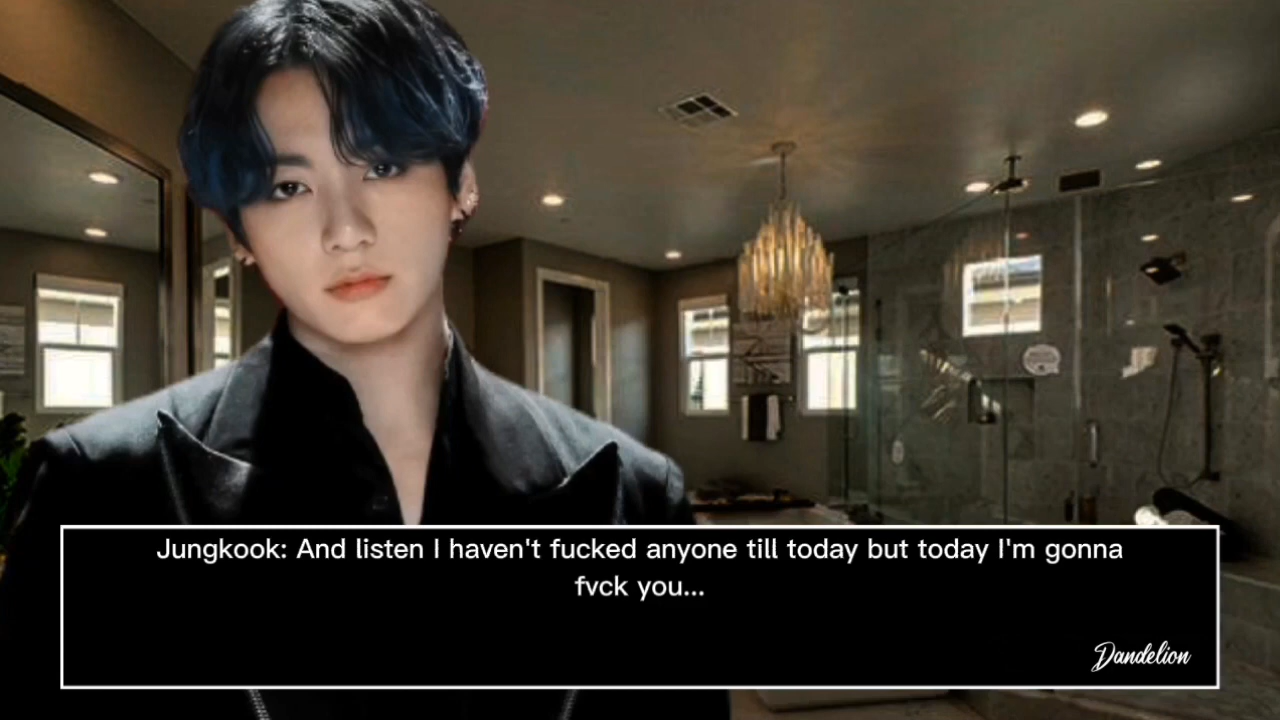 Jungkook: And listen I haven't fucked anyone till today but today I'm gonna
fvck you...
Dandelion